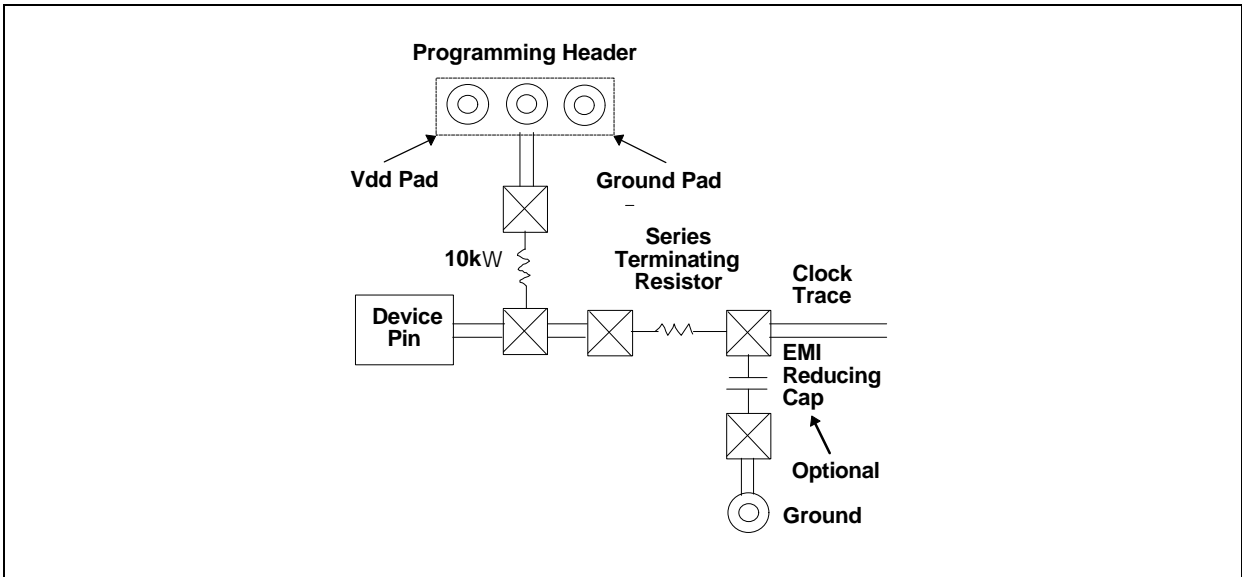 Programming Header
Vdd Pad
Ground Pad
10kW
Series
Terminating
Resistor
Clock
Trace
Device
Pin
EMI
Reducing
Cap
Optional
Ground